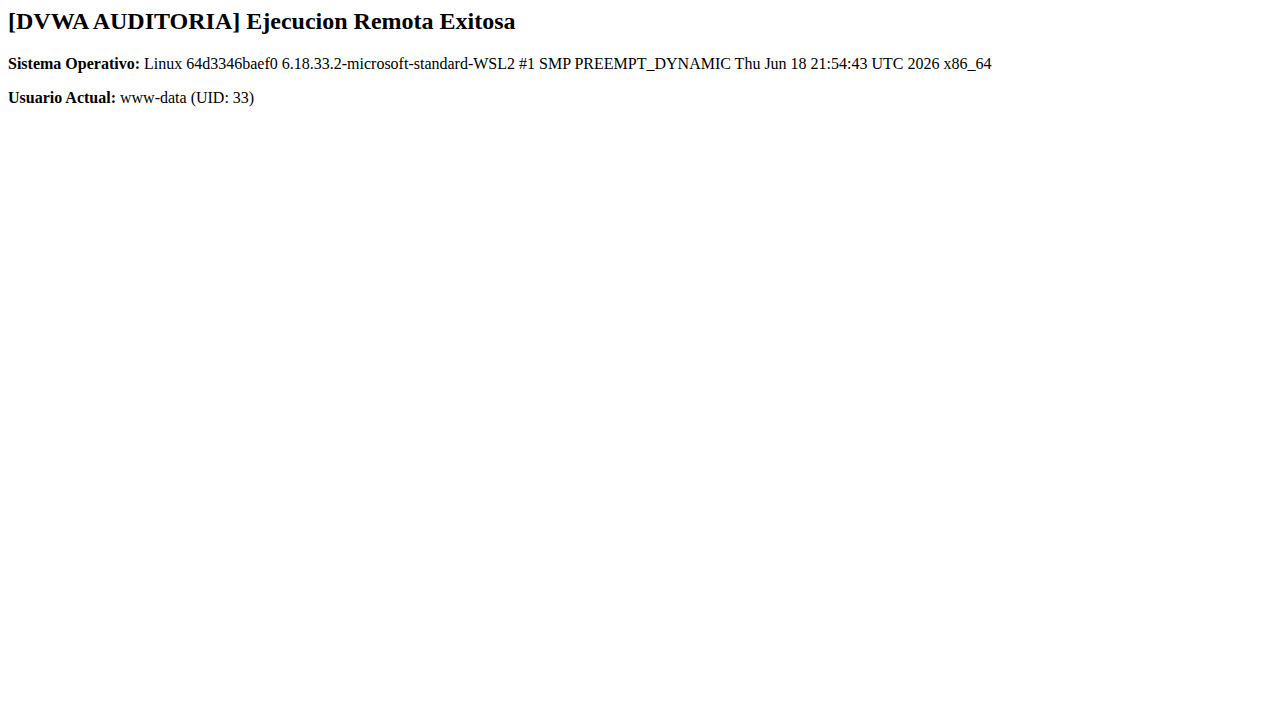 [DVWA AUDITORIA] Ejecucion Remota Exitosa
Sistema Operativo: Linux 64d3346baef0 6.18.33.2-microsoft-standard-WSL2 #1 SMP PREEMPT_DYNAMIC Thu Jun 18 21:54:43 UTC 2026 x86_64
Usuario Actual: www-data (UID: 33)